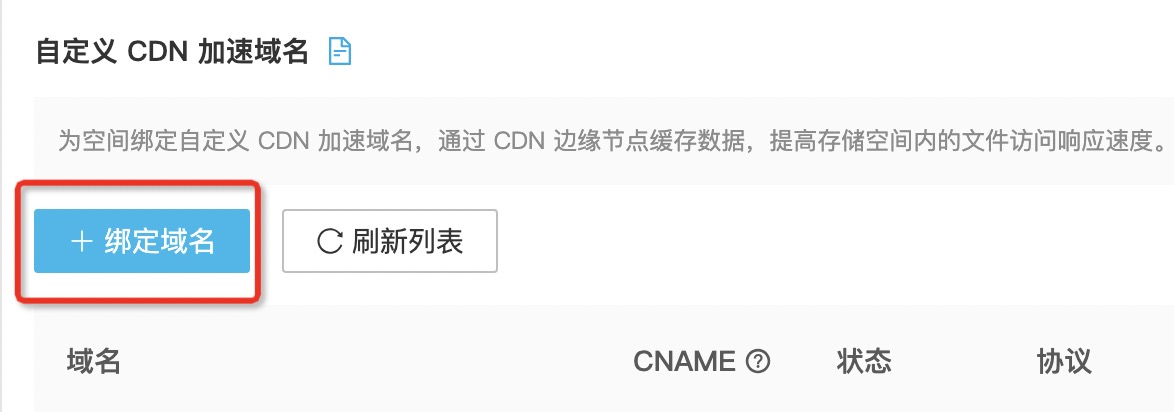 自定义 CDN 加速域名
为空间绑定自定义 CDN 加速域名，通过 CDN 边缘节点缓存数据，提高存储空间内的文件访问响应速度。
+ 绑定域名 刷新列表
域名 CNAME ? 状态 协议